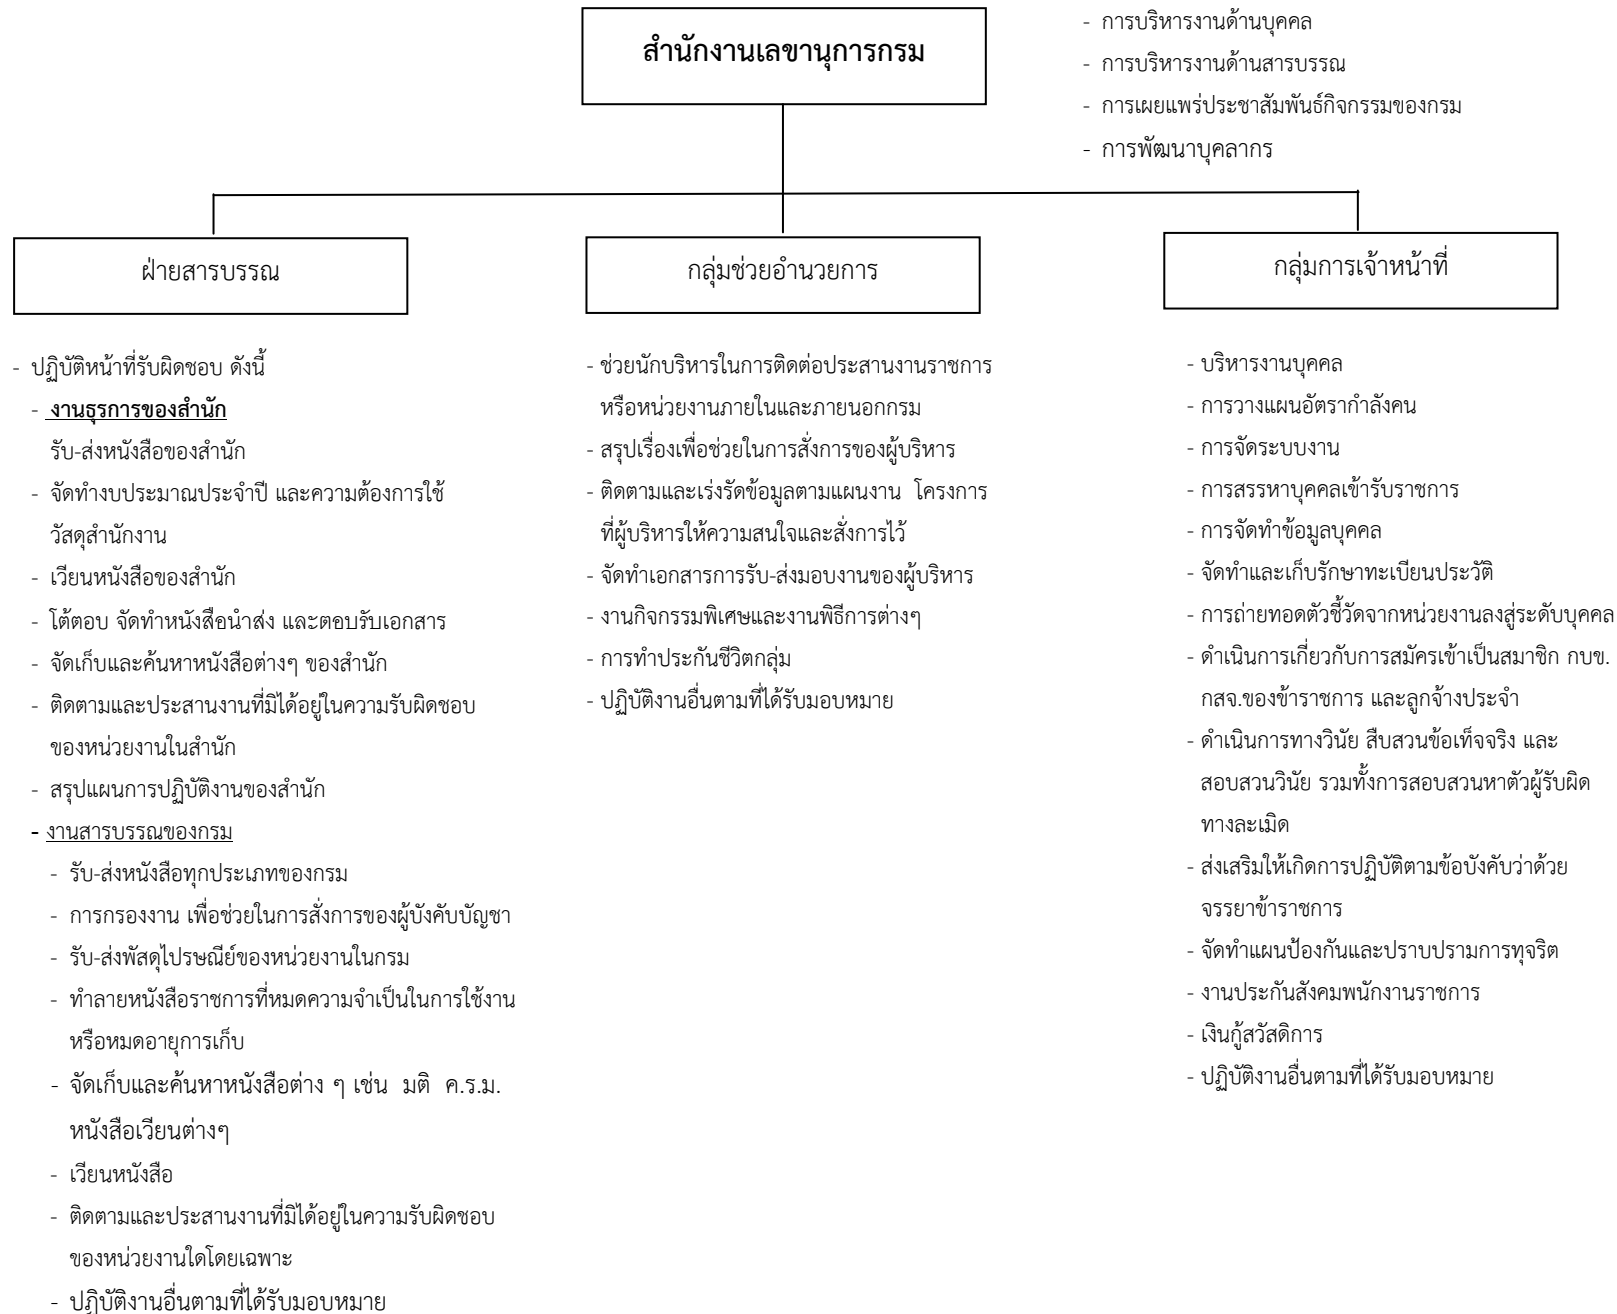 สำนักงานเลขานุการกรม
- การบริหารงานด้านบุคคล
- การบริหารงานด้านสารบรรณ
- การเผยแพร่ประชาสัมพันธ์กิจกรรมของกรม
- การพัฒนาบุคลากร
ฝ่ายสารบรรณ
- ปฏิบัติหน้าที่รับผิดชอบ ดังนี้
- งานธุรการของสำนัก
รับ-ส่งหนังสือของสำนัก
- จัดทำงบประมาณประจำปี และความต้องการใช้
วัสดุสำนักงาน
- เวียนหนังสือของสำนัก
- โต้ตอบ จัดทำหนังสือนำส่ง และตอบรับเอกสาร
- จัดเก็บและค้นหาหนังสือต่างๆ ของสำนัก
- ติดตามและประสานงานที่มิได้อยู่ในความรับผิดชอบ
ของหน่วยงานในสำนัก
- สรุปแผนการปฏิบัติงานของสำนัก
- งานสารบรรณของกรม
- รับ-ส่งหนังสือทุกประเภทของกรม
- การกรองงาน เพื่อช่วยในการสั่งการของผู้บังคับบัญชา
- รับ-ส่งพัสดุไปรษณีย์ของหน่วยงานในกรม
- ทำลายหนังสือราชการที่หมดความจำเป็นในการใช้งาน
หรือหมดอายุการเก็บ
- จัดเก็บและค้นหาหนังสือต่าง ๆ เช่น มติ ค.ร.ม.
หนังสือเวียนต่างๆ
- เวียนหนังสือ
- ติดตามและประสานงานที่มิได้อยู่ในความรับผิดชอบ
ของหน่วยงานใดโดยเฉพาะ
- ปฏิบัติงานอื่นตามที่ได้รับมอบหมาย
กลุ่มช่วยอำนวยการ
- ช่วยนักบริหารในการติดต่อประสานงานราชการ
หรือหน่วยงานภายในและภายนอกกรม
- สรุปเรื่องเพื่อช่วยในการสั่งการของผู้บริหาร
- ติดตามและเร่งรัดข้อมูลตามแผนงาน โครงการ
ที่ผู้บริหารให้ความสนใจและสั่งการไว้
- จัดทำเอกสารการรับ-ส่งมอบงานของผู้บริหาร
- งานกิจกรรมพิเศษและงานพิธีการต่างๆ
- การทำประกันชีวิตกลุ่ม
- ปฏิบัติงานอื่นตามที่ได้รับมอบหมาย
กลุ่มการเจ้าหน้าที่
- บริหารงานบุคคล
- การวางแผนอัตรากำลังคน
- การจัดระบบงาน
- การสรรหาบุคคลเข้ารับราชการ
- การจัดทำข้อมูลบุคคล
- จัดทำและเก็บรักษาทะเบียนประวัติ
- การถ่ายทอดตัวชี้วัดจากหน่วยงานลงสู่ระดับบุคคล
- ดำเนินการเกี่ยวกับการสมัครเข้าเป็นสมาชิก กบข.
กสจ.ของข้าราชการ และลูกจ้างประจำ
- ดำเนินการทางวินัย สืบสวนข้อเท็จจริง และ
สอบสวนวินัย รวมทั้งการสอบสวนหาตัวผู้รับผิด
ทางละเมิด
- ส่งเสริมให้เกิดการปฏิบัติตามข้อบังคับว่าด้วย
จรรยาข้าราชการ
- จัดทำแผนป้องกันและปราบปรามการทุจริต
- งานประกันสังคมพนักงานราชการ
- เงินกู้สวัสดิการ
- ปฏิบัติงานอื่นตามที่ได้รับมอบหมาย